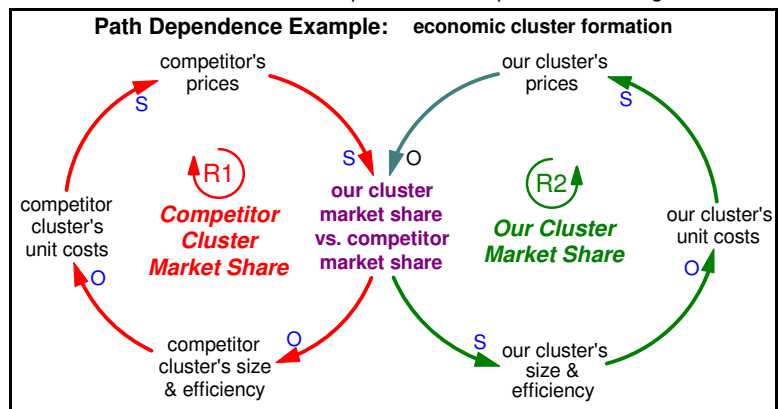 Path Dependence Example: economic cluster formation
competitor's
prices
our cluster's
prices
S
S
S
O
R1
R2
competitor
cluster's
unit costs
Competitor
Cluster
Market Share
our cluster
market share
vs. competitor
market share
Our Cluster
Market Share
our cluster's
unit costs
O
O
O
S
competitor
cluster's size
& efficiency
our cluster's
size &
efficiency